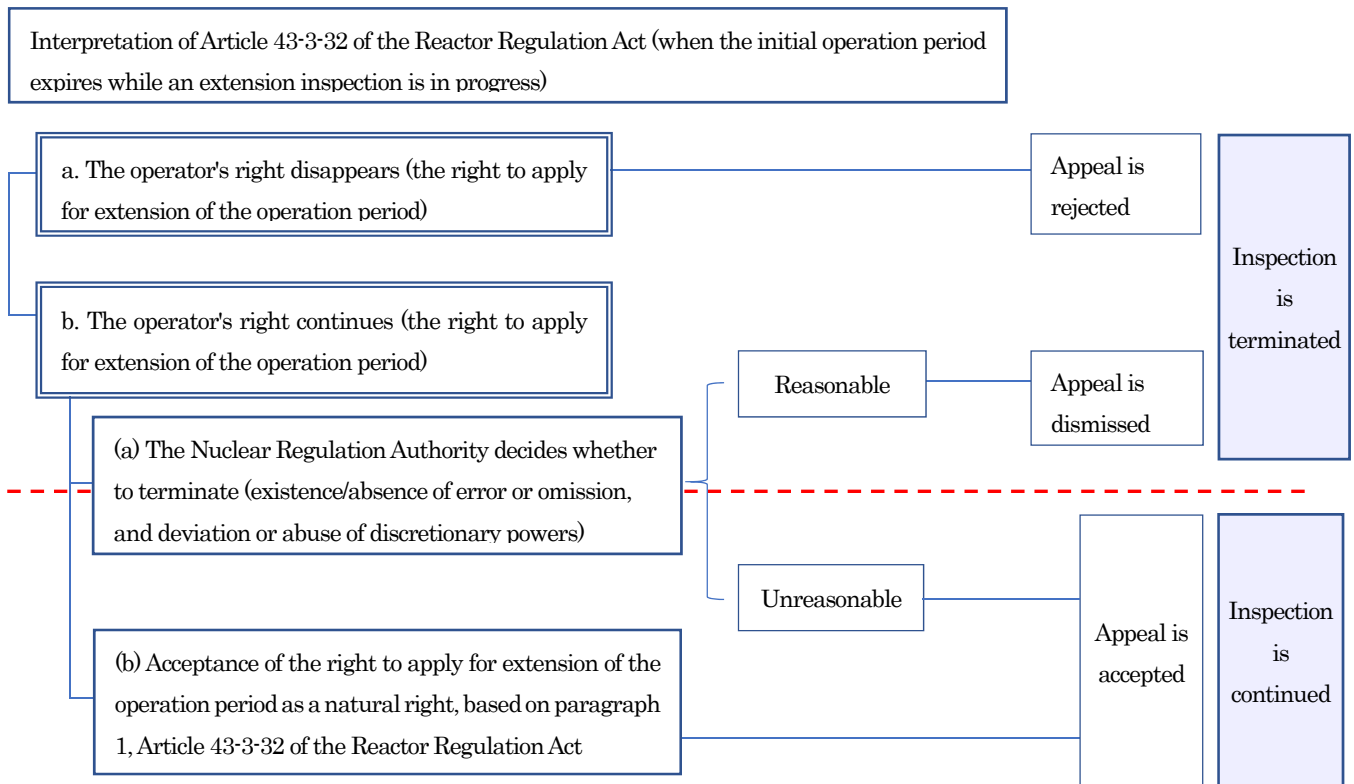 Interpretation of Article 43-3-32 of the Reactor Regulation Act (when the initial operation period
expires while an extension inspection is in progress)
a. The operator's right disappears (the right to apply
for extension of the operation period)
Appeal is
rejected
Inspection
is
terminated
b. The operator's right continues (the right to apply
for extension of the operation period)
Reasonable
Appeal is
dismissed
(a) The Nuclear Regulation Authority decides whether
to terminate (existence/absence of error or omission,
and deviation or abuse of discretionary powers)
Unreasonable
Appeal is
accepted
Inspection
is
continued
(b) Acceptance of the right to apply for extension of the
operation period as a natural right, based on paragraph
1, Article 43-3-32 of the Reactor Regulation Act